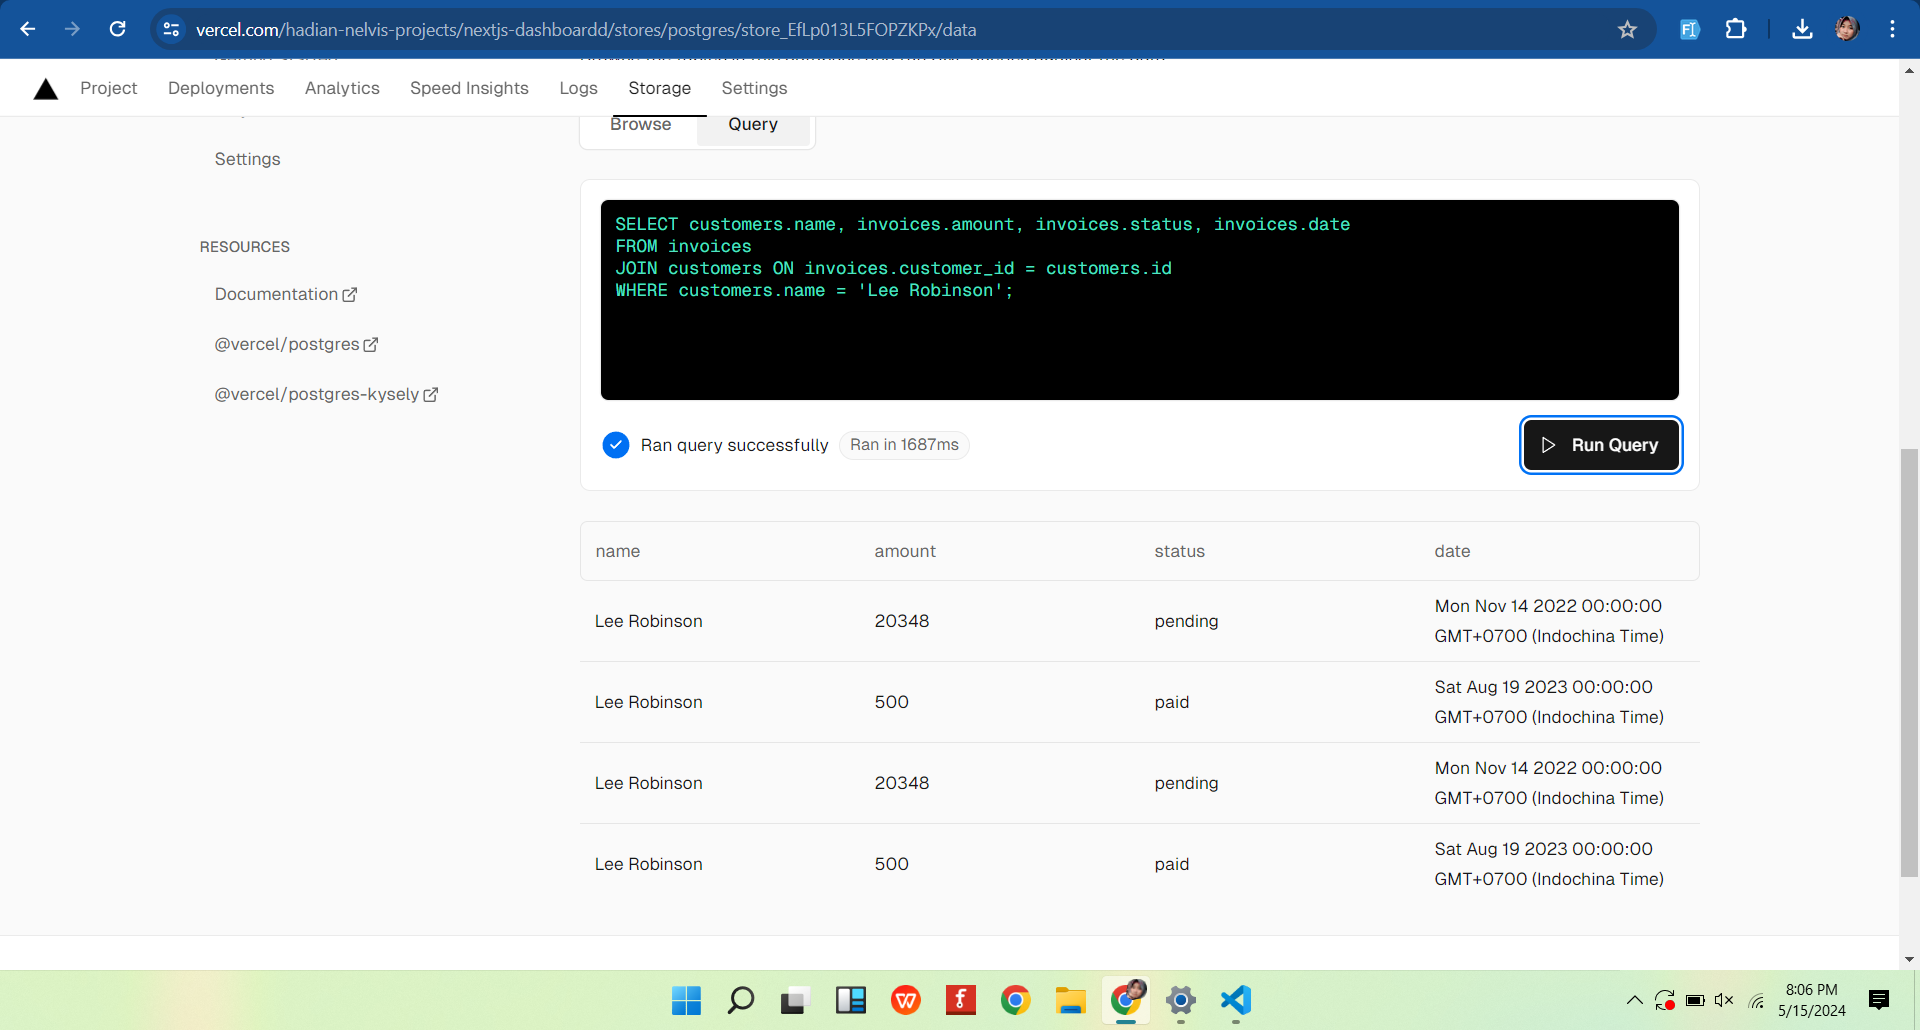 vercel.com/hadian-nelvis-projects/nextjs-dashboardd/stores/postgres/store_EfLp013L5FOPZKPx/data
Project
Deployments
Analytics
Speed Insights
Logs
Storage
Settings
Browse
Query
Settings
RESOURCES
Documentation
@vercel/postgres
@vercel/postgres-kysely
SELECT customers.name, invoices.amount, invoices.status, invoices.date
FROM invoices
JOIN customers ON invoices.customer_id = customers.id
WHERE customers.name = 'Lee Robinson';
Ran query successfully
Ran in 1687ms
Run Query
name
amount
status
date
Lee Robinson
20348
pending
Mon Nov 14 2022 00:00:00
GMT+0700 (Indochina Time)
Lee Robinson
500
paid
Sat Aug 19 2023 00:00:00
GMT+0700 (Indochina Time)
Lee Robinson
20348
pending
Mon Nov 14 2022 00:00:00
GMT+0700 (Indochina Time)
Lee Robinson
500
paid
Sat Aug 19 2023 00:00:00
GMT+0700 (Indochina Time)
8:06 PM
5/15/2024